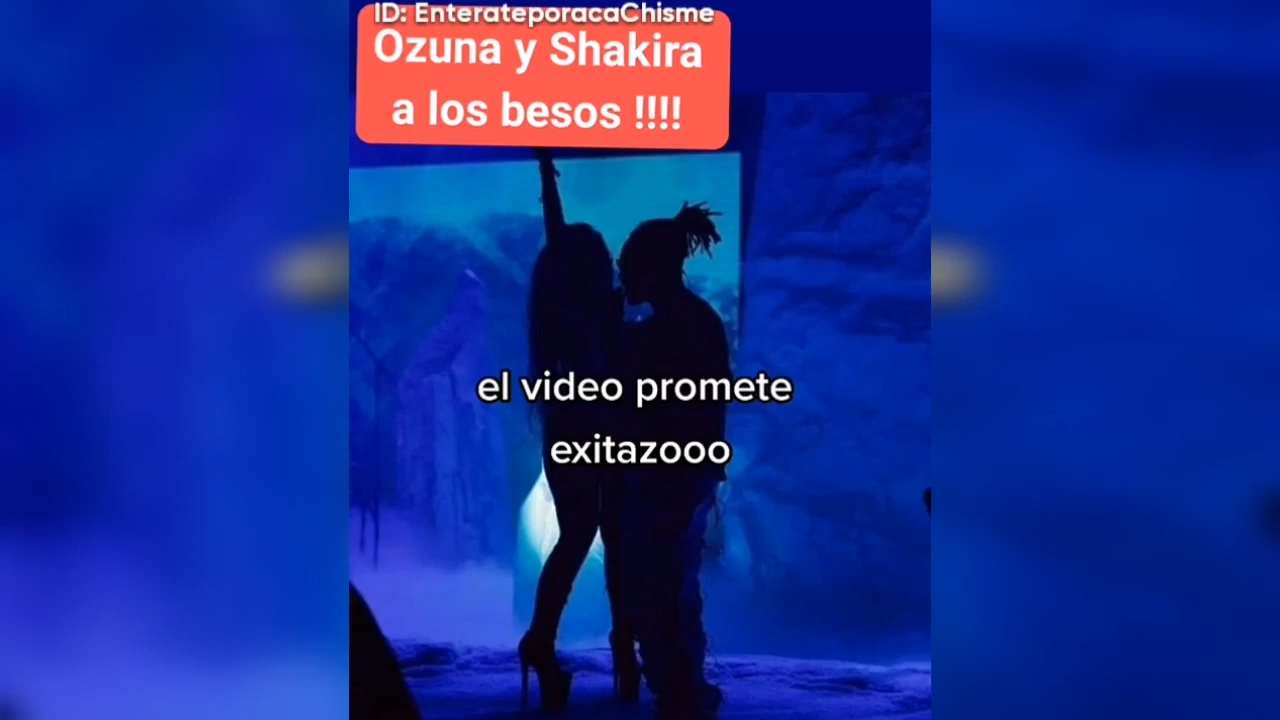 ID: EnterateporacaChisme
Ozuna y Shakira
a los besos !!!!
el video promete
exitazooo